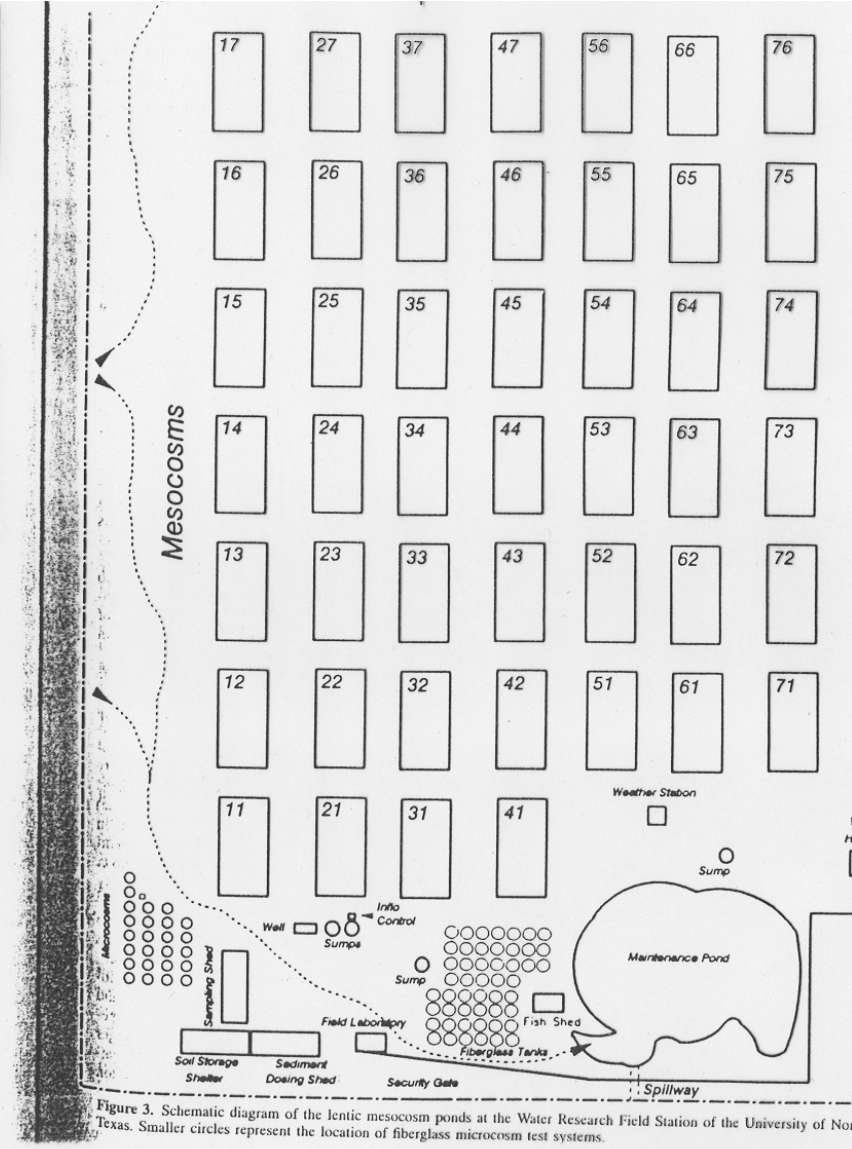 17 27 37 47 56 66 76
16 26 36 46 55 65 75
15 25 35 45 54 64 74
Mesocosms
14 24 34 44 53 63 73
13 23 33 43 52 62 72
12 22 32 42 51 61 71
Weather Station
11 21 31 41
Sump
Microcosms
Inflo
Control
Well
Sumps
Maintenance Pond
Sampling Shed
Sump
Field Laboratory
Fish Shed
Fiberglass Tanks
Soil Storage
Shelter
Sediment
Dosing Shed
Security Gate
Spillway
Figure 3. Schematic diagram of the lentic mesocosm ponds at the Water Research Field Station of the University of Nor
Texas. Smaller circles represent the location of fiberglass microcosm test systems.